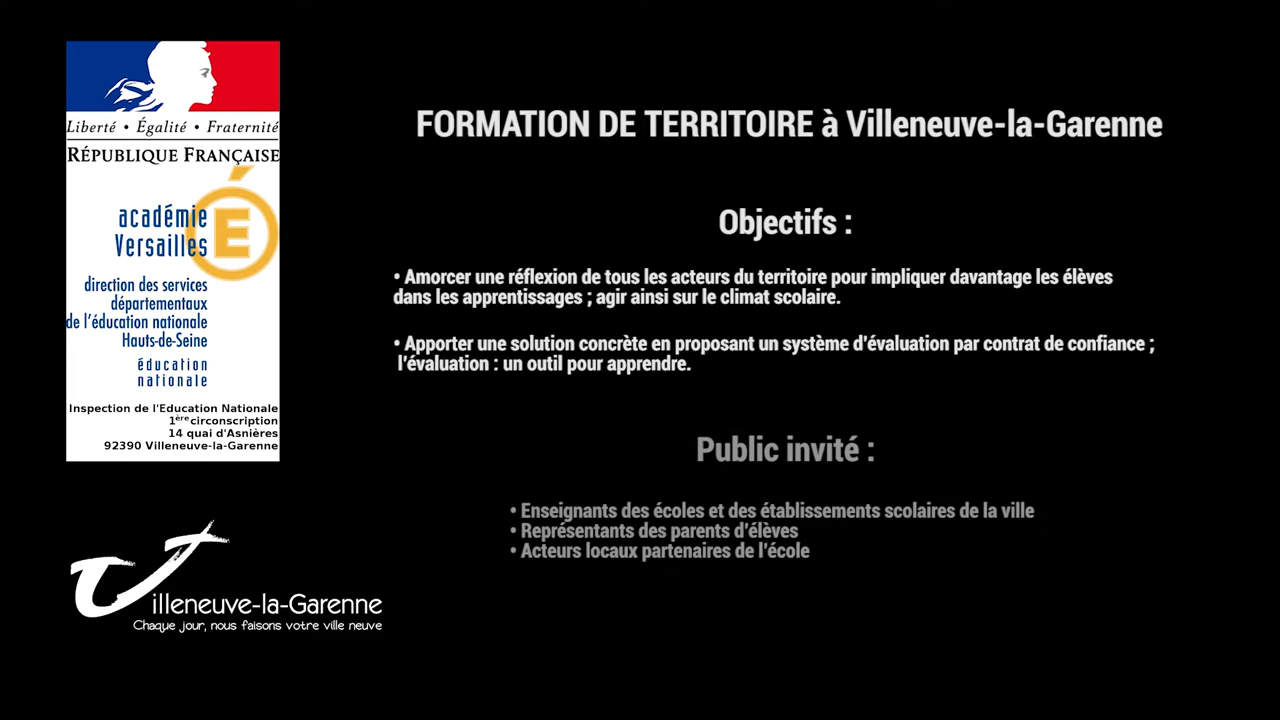 Liberté • Égalité • Fraternité
RÉPUBLIQUE FRANÇAISE
académie
Versailles
É
direction des services
départementaux
de l'éducation nationale
Hauts-de-Seine
éducation
nationale
Inspection de l'Education Nationale
1ère circonscription
14 quai d'Asnières
92390 Villeneuve-la-Garenne
Villeneuve-la-Garenne
Chaque jour, nous faisons votre ville neuve
FORMATION DE TERRITOIRE à Villeneuve-la-Garenne
Objectifs :
• Amorcer une réflexion de tous les acteurs du territoire pour impliquer davantage les élèves
dans les apprentissages ; agir ainsi sur le climat scolaire.
• Apporter une solution concrète en proposant un système d'évaluation par contrat de confiance ;
l'évaluation : un outil pour apprendre.
Public invité :
• Enseignants des écoles et des établissements scolaires de la ville
• Représentants des parents d'élèves
• Acteurs locaux partenaires de l'école